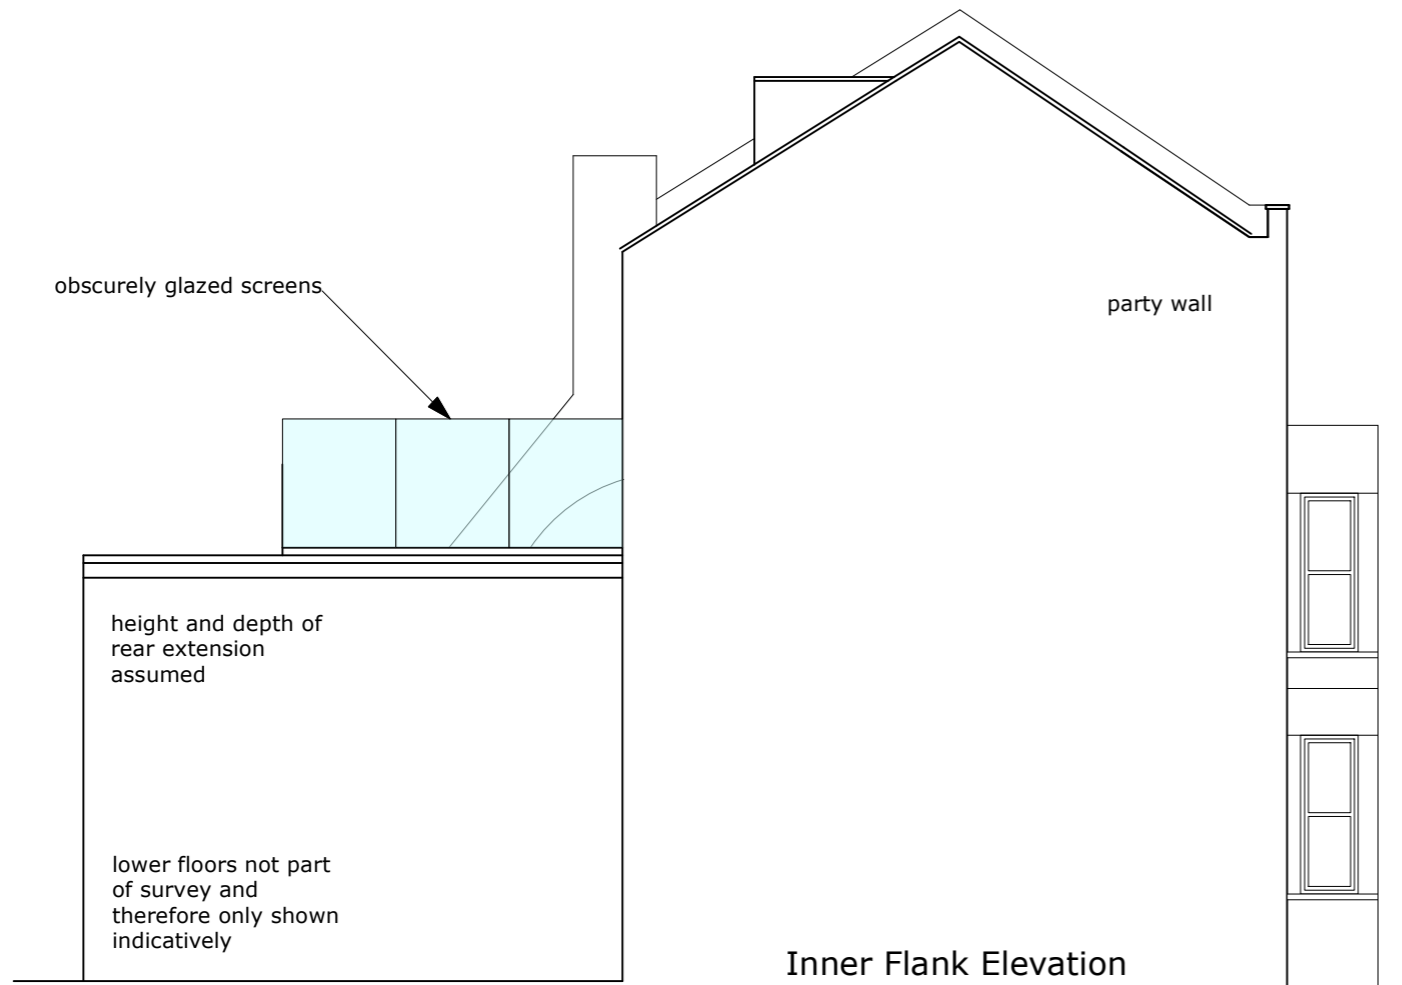 obscurely glazed screens
party wall
height and depth of
rear extension
assumed
lower floors not part
of survey and
therefore only shown
indicatively
Inner Flank Elevation